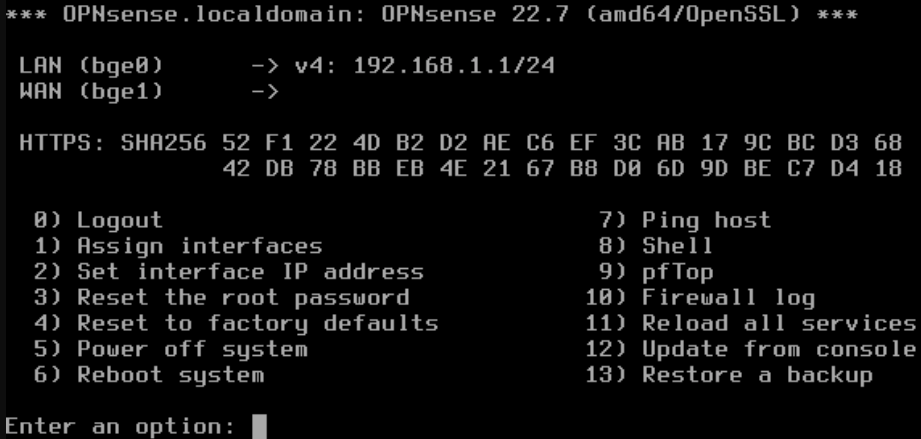 *** OPNsense.localdomain: OPNsense 22.7 (amd64/OpenSSL) ***
LAN (bge0) -> v4: 192.168.1.1/24
WAN (bge1) ->
HTTPS: SHA256 52 F1 22 4D B2 D2 AE C6 EF 3C AB 17 9C BC D3 68
42 DB 78 BB EB 4E 21 67 B8 D0 6D 9D BE C7 D4 18
0) Logout 7) Ping host
1) Assign interfaces 8) Shell
2) Set interface IP address 9) pfTop
3) Reset the root password 10) Firewall log
4) Reset to factory defaults 11) Reload all services
5) Power off system 12) Update from console
6) Reboot system 13) Restore a backup
Enter an option: